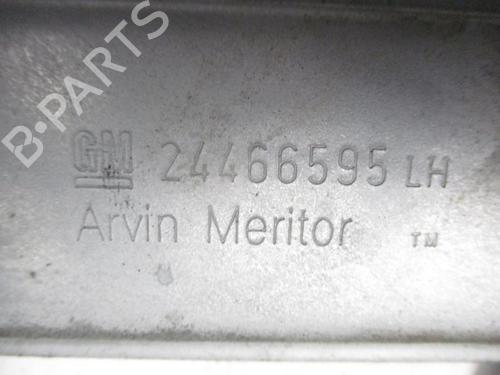 B-PARTS
GM 24466595 LH
Arvin Meritor TM